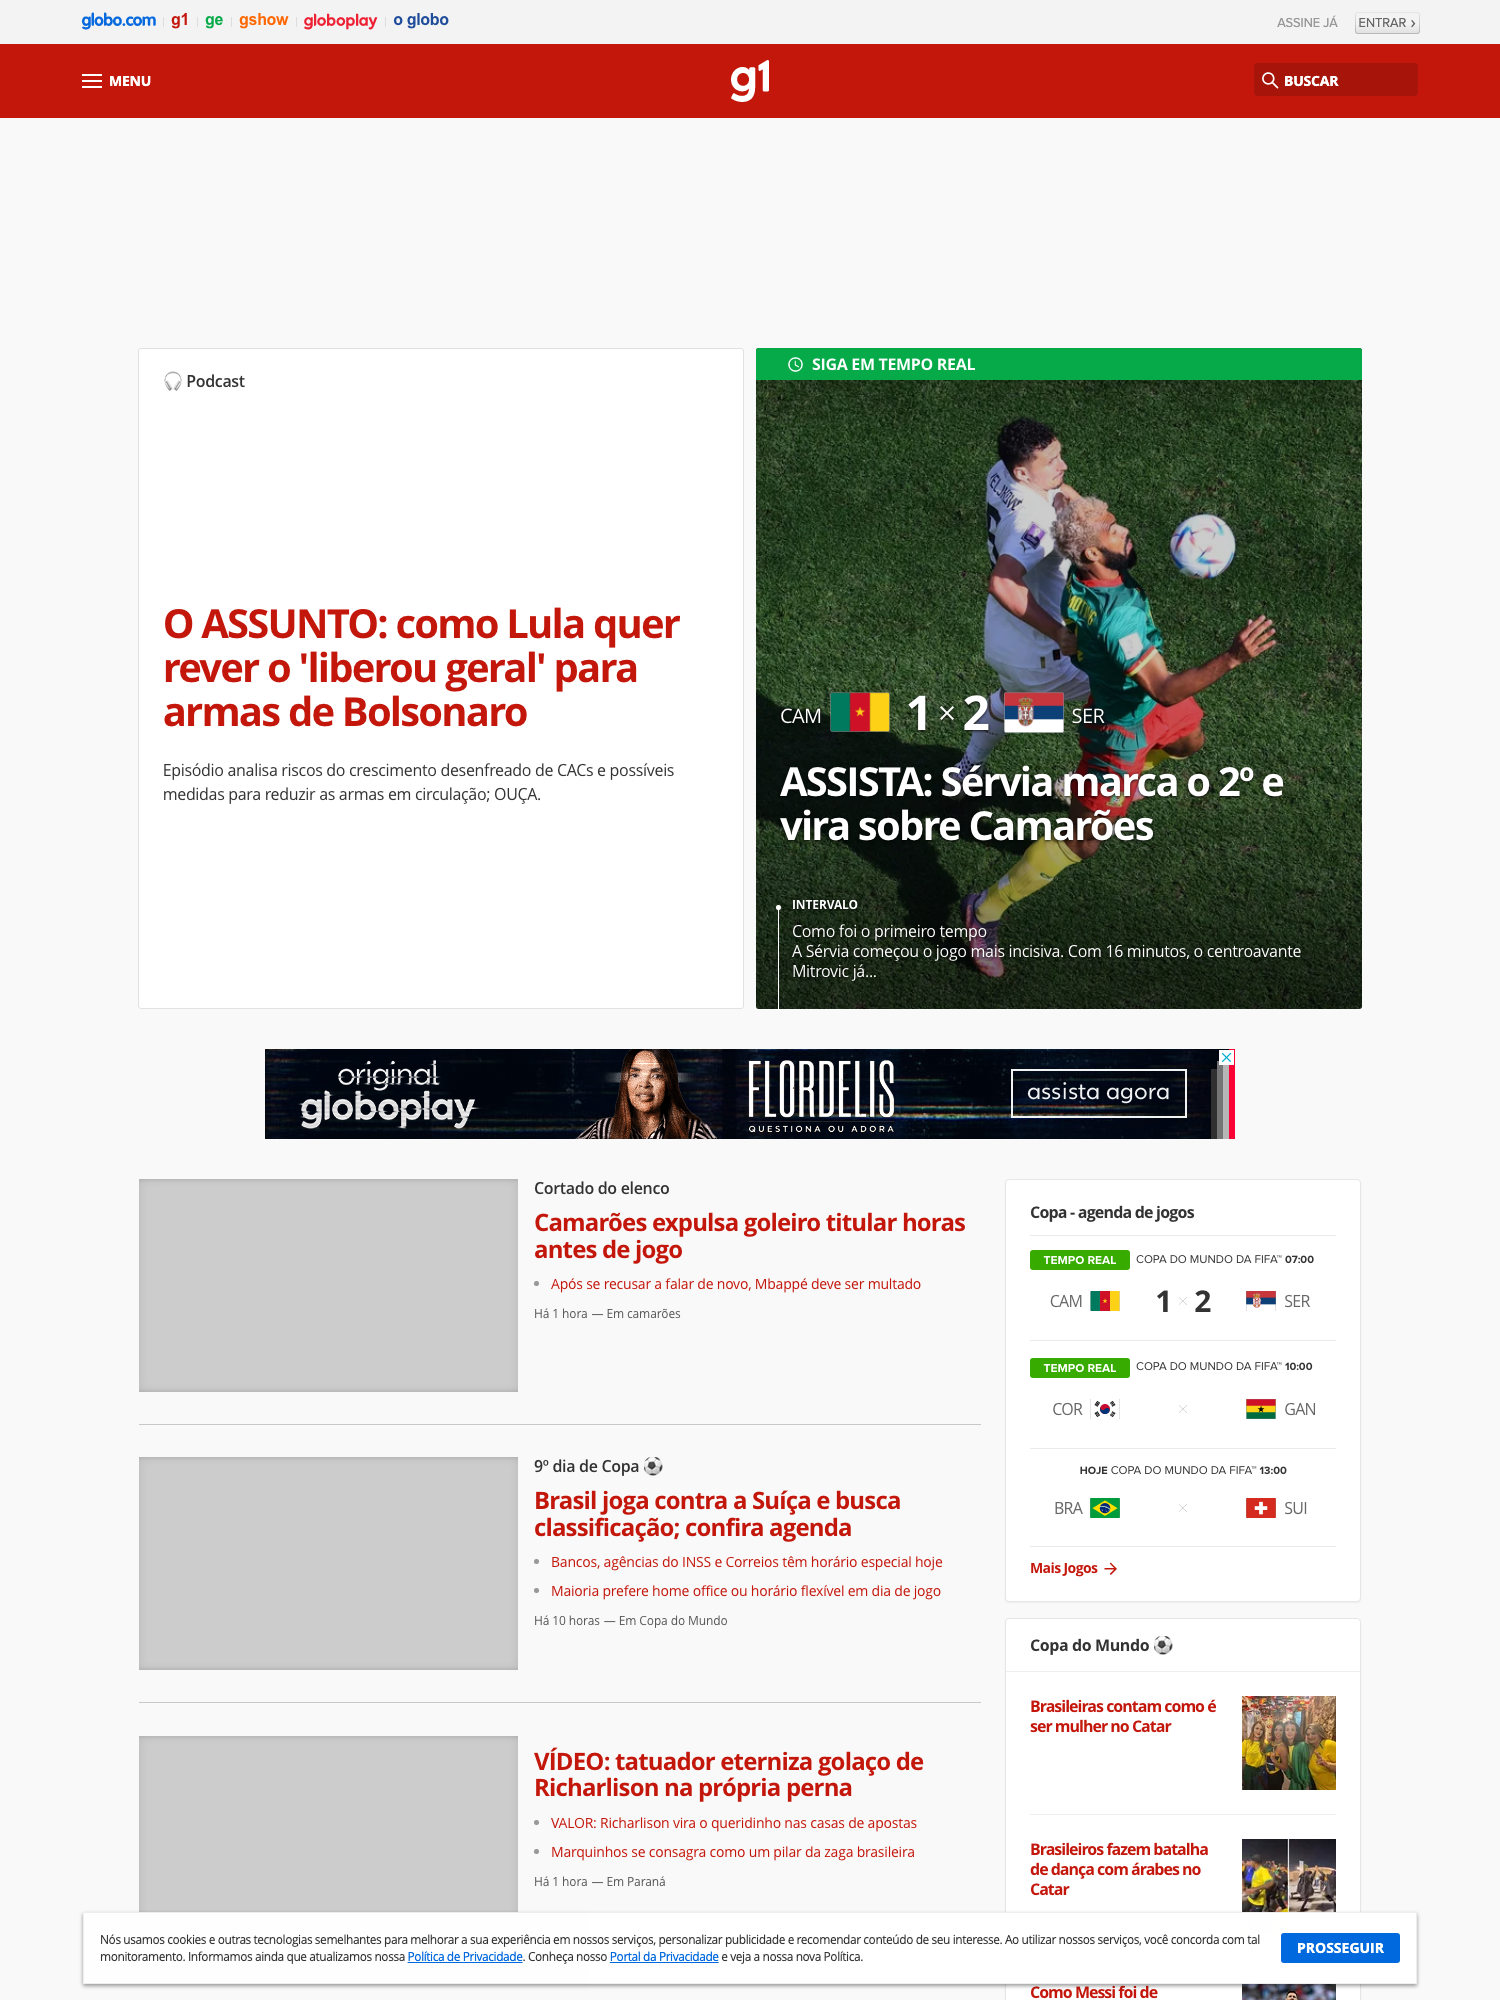 globo.com
g1
ge
gshow
globoplay
o globo
ASSINE JÁ
ENTRAR ›
MENU
g1
BUSCAR
🎧 Podcast
O ASSUNTO: como Lula quer
rever o 'liberou geral' para
armas de Bolsonaro
Episódio analisa riscos do crescimento desenfreado de CACs e possíveis
medidas para reduzir as armas em circulação; OUÇA.
SIGA EM TEMPO REAL
CAM 1 × 2 SER
ASSISTA: Sérvia marca o 2º e
vira sobre Camarões
INTERVALO
Como foi o primeiro tempo
A Sérvia começou o jogo mais incisiva. Com 16 minutos, o centroavante
Mitrovic já...
original
globoplay
FLORDELIS
QUESTIONA OU ADORA
assista agora
Cortado do elenco
Camarões expulsa goleiro titular horas
antes de jogo
Após se recusar a falar de novo, Mbappé deve ser multado
Há 1 hora — Em camarões
9º dia de Copa ⚽
Brasil joga contra a Suíça e busca
classificação; confira agenda
Bancos, agências do INSS e Correios têm horário especial hoje
Maioria prefere home office ou horário flexível em dia de jogo
Há 10 horas — Em Copa do Mundo
VÍDEO: tatuador eterniza golaço de
Richarlison na própria perna
VALOR: Richarlison vira o queridinho nas casas de apostas
Marquinhos se consagra como um pilar da zaga brasileira
Há 1 hora — Em Paraná
Copa - agenda de jogos
TEMPO REAL COPA DO MUNDO DA FIFA™ 07:00
CAM 1 × 2 SER
TEMPO REAL COPA DO MUNDO DA FIFA™ 10:00
COR × GAN
HOJE COPA DO MUNDO DA FIFA™ 13:00
BRA × SUI
Mais Jogos →
Copa do Mundo ⚽
Brasileiras contam como é
ser mulher no Catar
Brasileiros fazem batalha
de dança com árabes no
Catar
Como Messi foi de
Nós usamos cookies e outras tecnologias semelhantes para melhorar a sua experiência em nossos serviços, personalizar publicidade e recomendar conteúdo de seu interesse. Ao utilizar nossos serviços, você concorda com tal
monitoramento. Informamos ainda que atualizamos nossa Política de Privacidade. Conheça nosso Portal da Privacidade e veja a nossa nova Política.
PROSSEGUIR